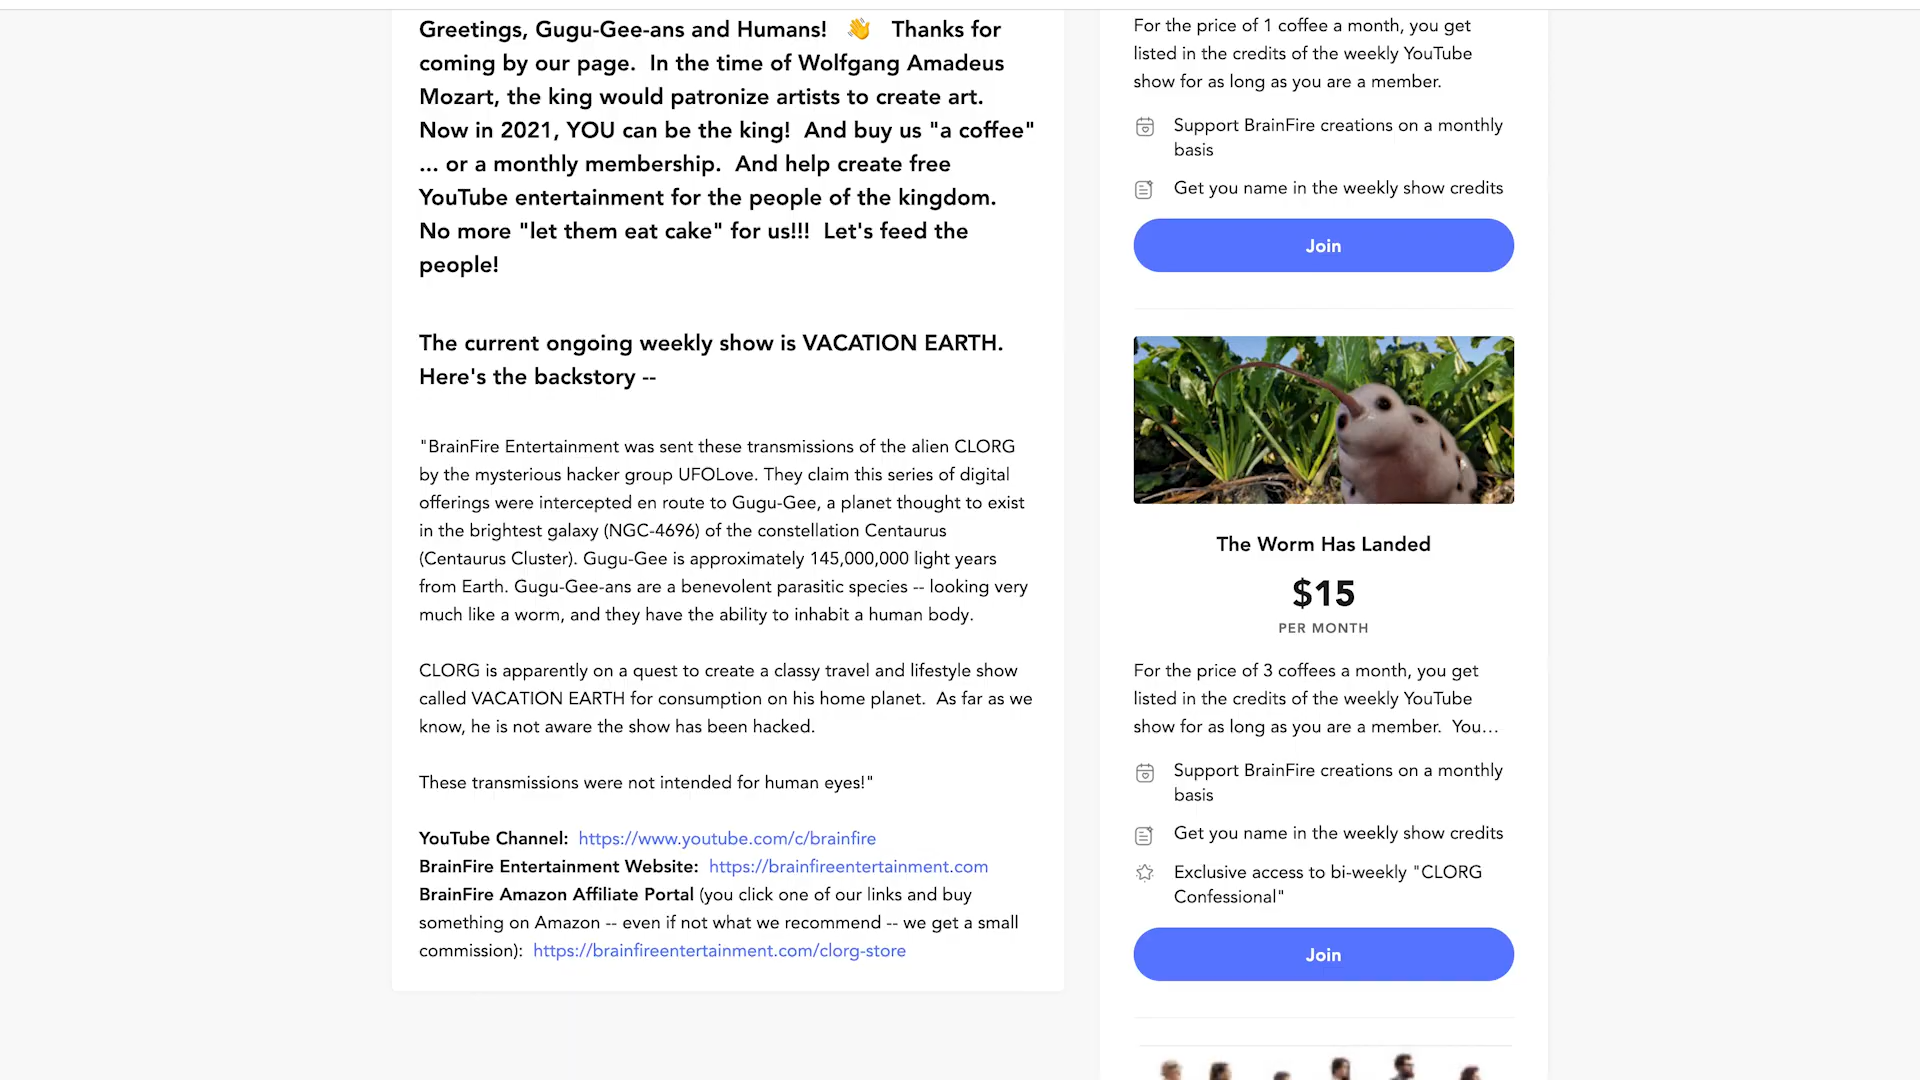 Greetings, Gugu-Gee-ans and Humans! 👋 Thanks for
coming by our page. In the time of Wolfgang Amadeus
Mozart, the king would patronize artists to create art.
Now in 2021, YOU can be the king! And buy us "a coffee"
... or a monthly membership. And help create free
YouTube entertainment for the people of the kingdom.
No more "let them eat cake" for us!!! Let's feed the
people!
The current ongoing weekly show is VACATION EARTH.
Here's the backstory --
"BrainFire Entertainment was sent these transmissions of the alien CLORG
by the mysterious hacker group UFOLove. They claim this series of digital
offerings were intercepted en route to Gugu-Gee, a planet thought to exist
in the brightest galaxy (NGC-4696) of the constellation Centaurus
(Centaurus Cluster). Gugu-Gee is approximately 145,000,000 light years
from Earth. Gugu-Gee-ans are a benevolent parasitic species -- looking very
much like a worm, and they have the ability to inhabit a human body.
CLORG is apparently on a quest to create a classy travel and lifestyle show
called VACATION EARTH for consumption on his home planet. As far as we
know, he is not aware the show has been hacked.
These transmissions were not intended for human eyes!"
YouTube Channel: https://www.youtube.com/c/brainfire
BrainFire Entertainment Website: https://brainfireentertainment.com
BrainFire Amazon Affiliate Portal (you click one of our links and buy
something on Amazon -- even if not what we recommend -- we get a small
commission): https://brainfireentertainment.com/clorg-store
For the price of 1 coffee a month, you get
listed in the credits of the weekly YouTube
show for as long as you are a member.
Support BrainFire creations on a monthly
basis
Get you name in the weekly show credits
Join
The Worm Has Landed
$15
PER MONTH
For the price of 3 coffees a month, you get
listed in the credits of the weekly YouTube
show for as long as you are a member. You...
Support BrainFire creations on a monthly
basis
Get you name in the weekly show credits
Exclusive access to bi-weekly "CLORG
Confessional"
Join